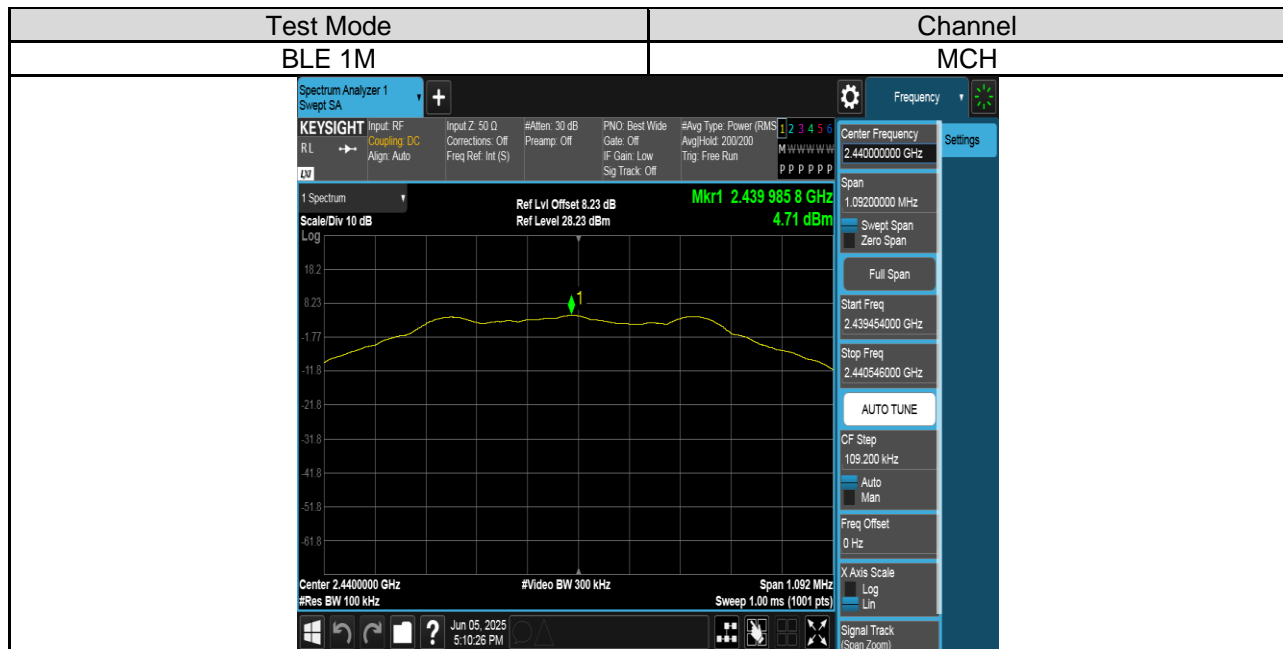 Test Mode Channel
BLE 1M MCH
Spectrum Analyzer 1
Swept SA
+
Frequency
KEYSIGHT
RL
LXI
Input: RF
Coupling: DC
Align: Auto
Input Z: 50 Ω
Corrections: Off
Freq Ref: Int (S)
#Atten: 30 dB
Preamp: Off
PNO: Best Wide
Gate: Off
IF Gain: Low
Sig Track: Off
#Avg Type: Power (RMS
Avg|Hold: 200/200
Trig: Free Run
1 2 3 4 5 6
M W W W W W
P P P P P P
Center Frequency
2.440000000 GHz
Settings
Span
1.09200000 MHz
Swept Span
Zero Span
Full Span
Start Freq
2.439454000 GHz
Stop Freq
2.440546000 GHz
AUTO TUNE
CF Step
109.200 kHz
Auto
Man
Freq Offset
0 Hz
X Axis Scale
Log
Lin
Signal Track
(Span Zoom)
1 Spectrum
Scale/Div 10 dB
Ref Lvl Offset 8.23 dB
Ref Level 28.23 dBm
Mkr1 2.439 985 8 GHz
4.71 dBm
Log
18.2
8.23
-1.77
-11.8
-21.8
-31.8
-41.8
-51.8
-61.8
1
Center 2.4400000 GHz
#Res BW 100 kHz
#Video BW 300 kHz
Span 1.092 MHz
Sweep 1.00 ms (1001 pts)
?
Jun 05, 2025
5:10:26 PM